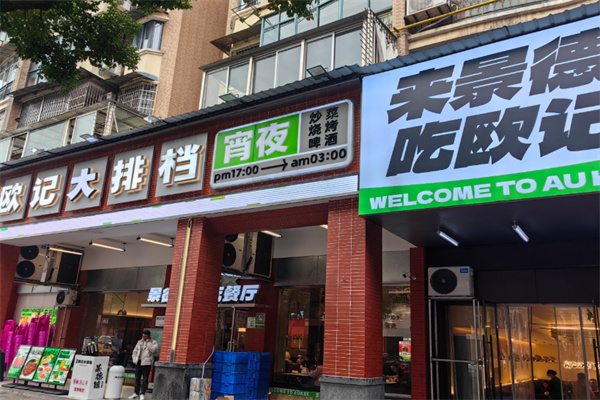 欧记大排档
宵夜
炒菜
烧烤
啤酒
pm17:00 → am03:00
来景德
吃欧记
WELCOME TO AU
餐厅